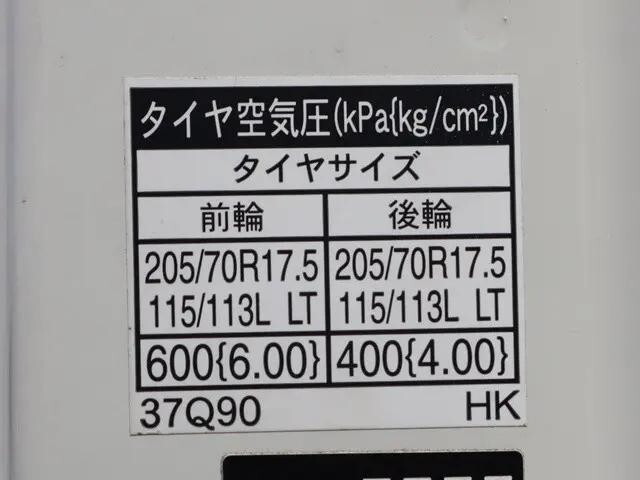 タイヤ空気圧(kPa{kg/cm²})
タイヤサイズ
前輪 後輪
205/70R17.5 205/70R17.5
115/113L LT 115/113L LT
600{6.00} 400{4.00}
37Q90 HK